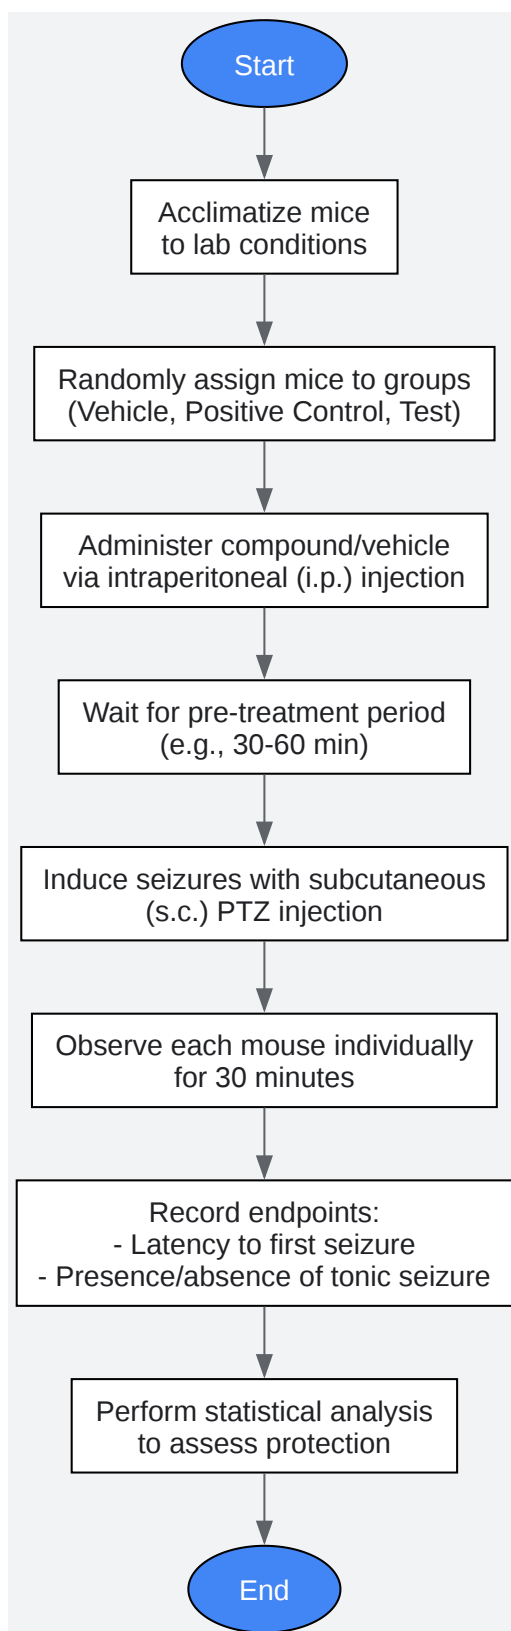 Start
Acclimatize mice
to lab conditions
Randomly assign mice to groups
(Vehicle, Positive Control, Test)
Administer compound/vehicle
via intraperitoneal (i.p.) injection
Wait for pre-treatment period
(e.g., 30-60 min)
Induce seizures with subcutaneous
(s.c.) PTZ injection
Observe each mouse individually
for 30 minutes
Record endpoints:
- Latency to first seizure
- Presence/absence of tonic seizure
Perform statistical analysis
to assess protection
End